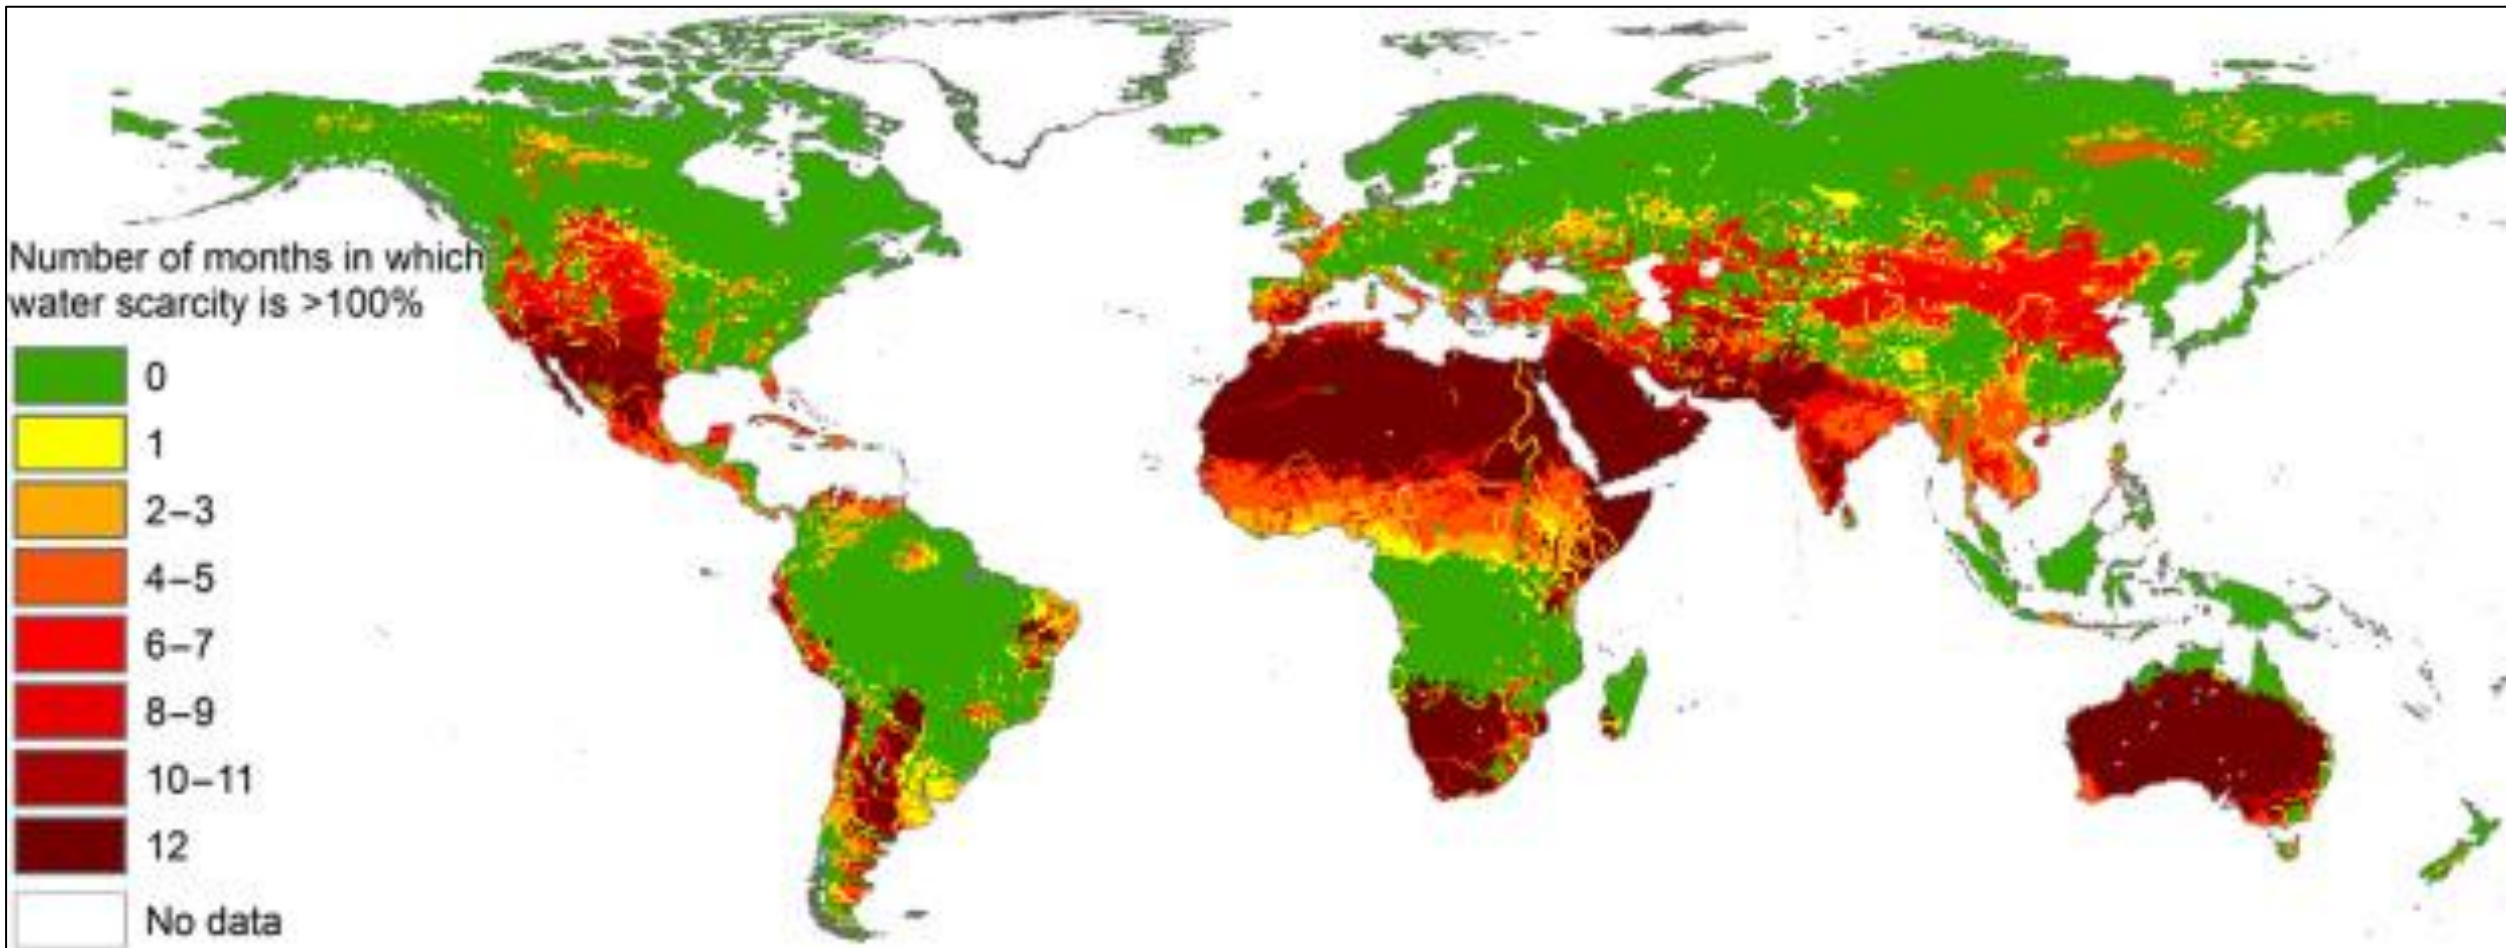 Number of months in which
water scarcity is >100%
0
1
2–3
4–5
6–7
8–9
10–11
12
No data